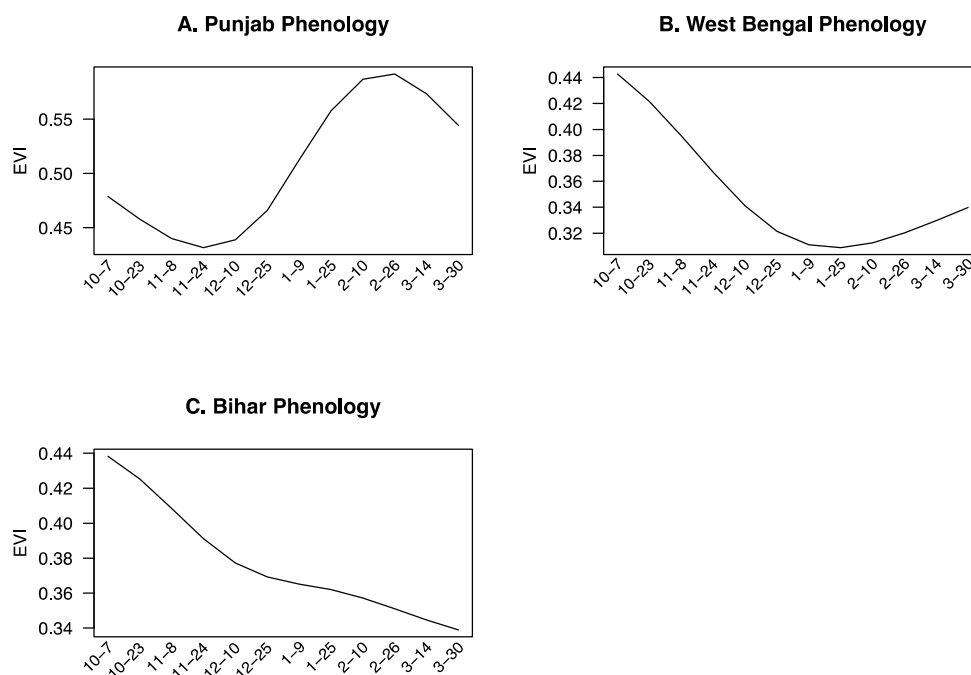 A. Punjab Phenology
EVI
0.55
0.50
0.45
10–7 10–23 11–8 11–24 12–10 12–25 1–9 1–25 2–10 2–26 3–14 3–30
B. West Bengal Phenology
EVI
0.44
0.42
0.40
0.38
0.36
0.34
0.32
10–7 10–23 11–8 11–24 12–10 12–25 1–9 1–25 2–10 2–26 3–14 3–30
C. Bihar Phenology
EVI
0.44
0.42
0.40
0.38
0.36
0.34
10–7 10–23 11–8 11–24 12–10 12–25 1–9 1–25 2–10 2–26 3–14 3–30